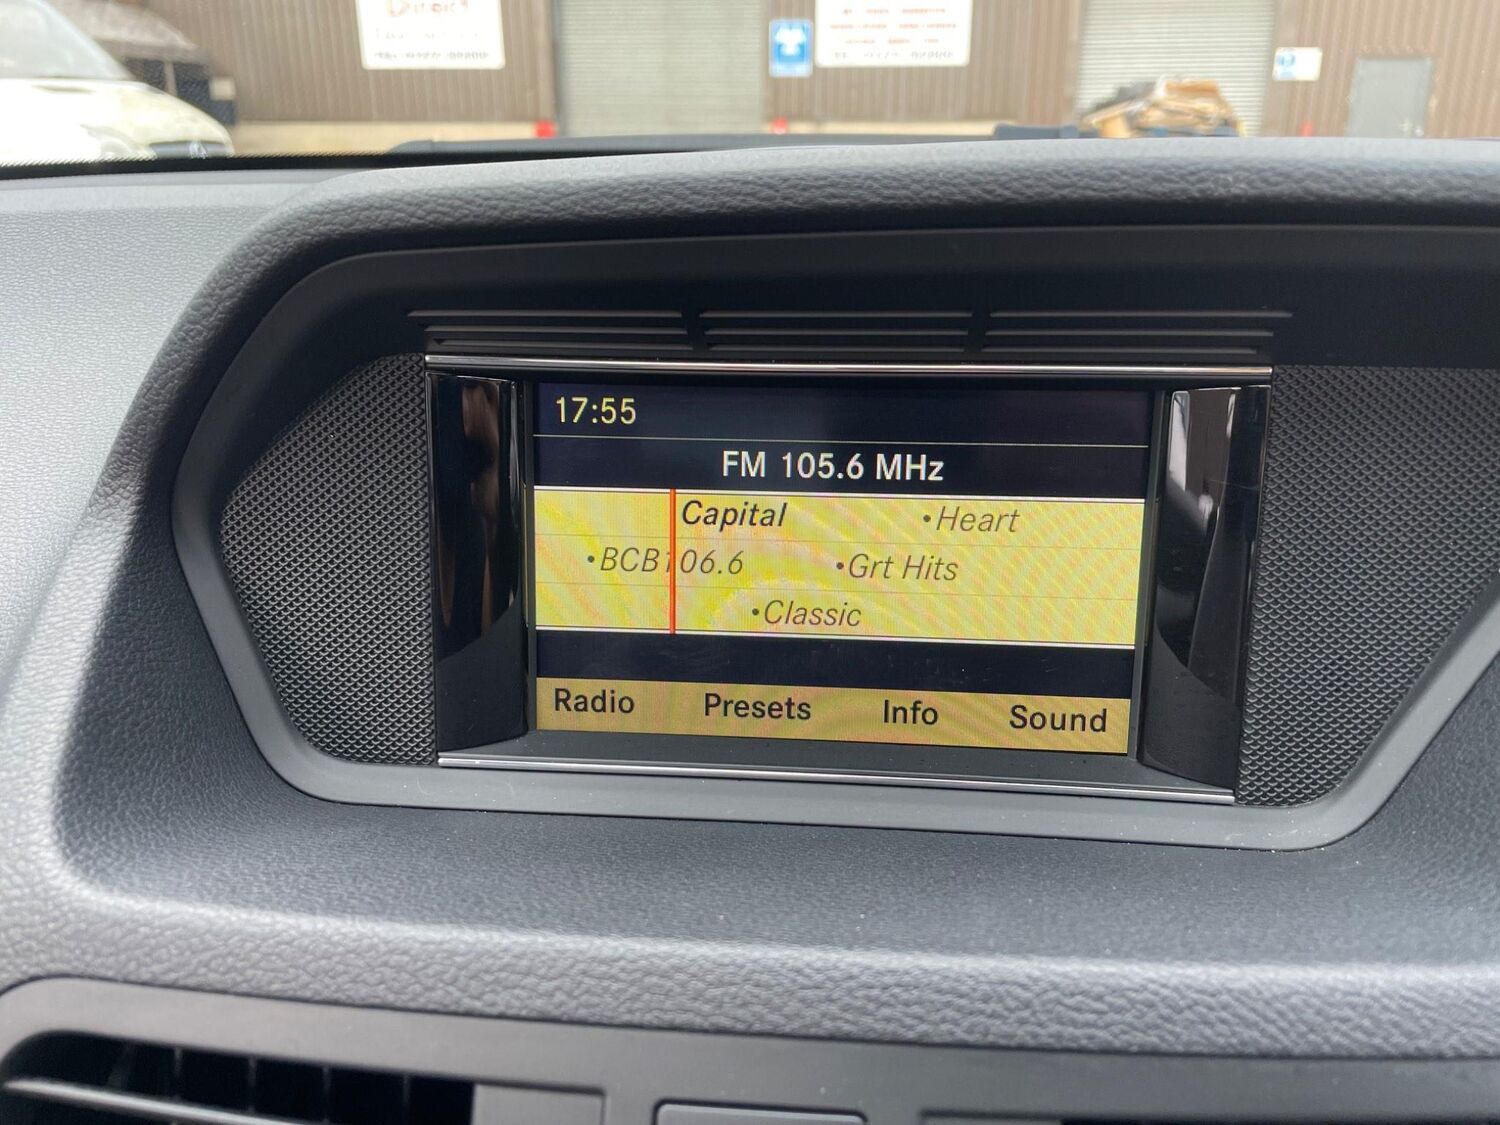 17:55
FM 105.6 MHz
Capital •Heart
•BCB106.6 •Grt Hits
•Classic
Radio Presets Info Sound